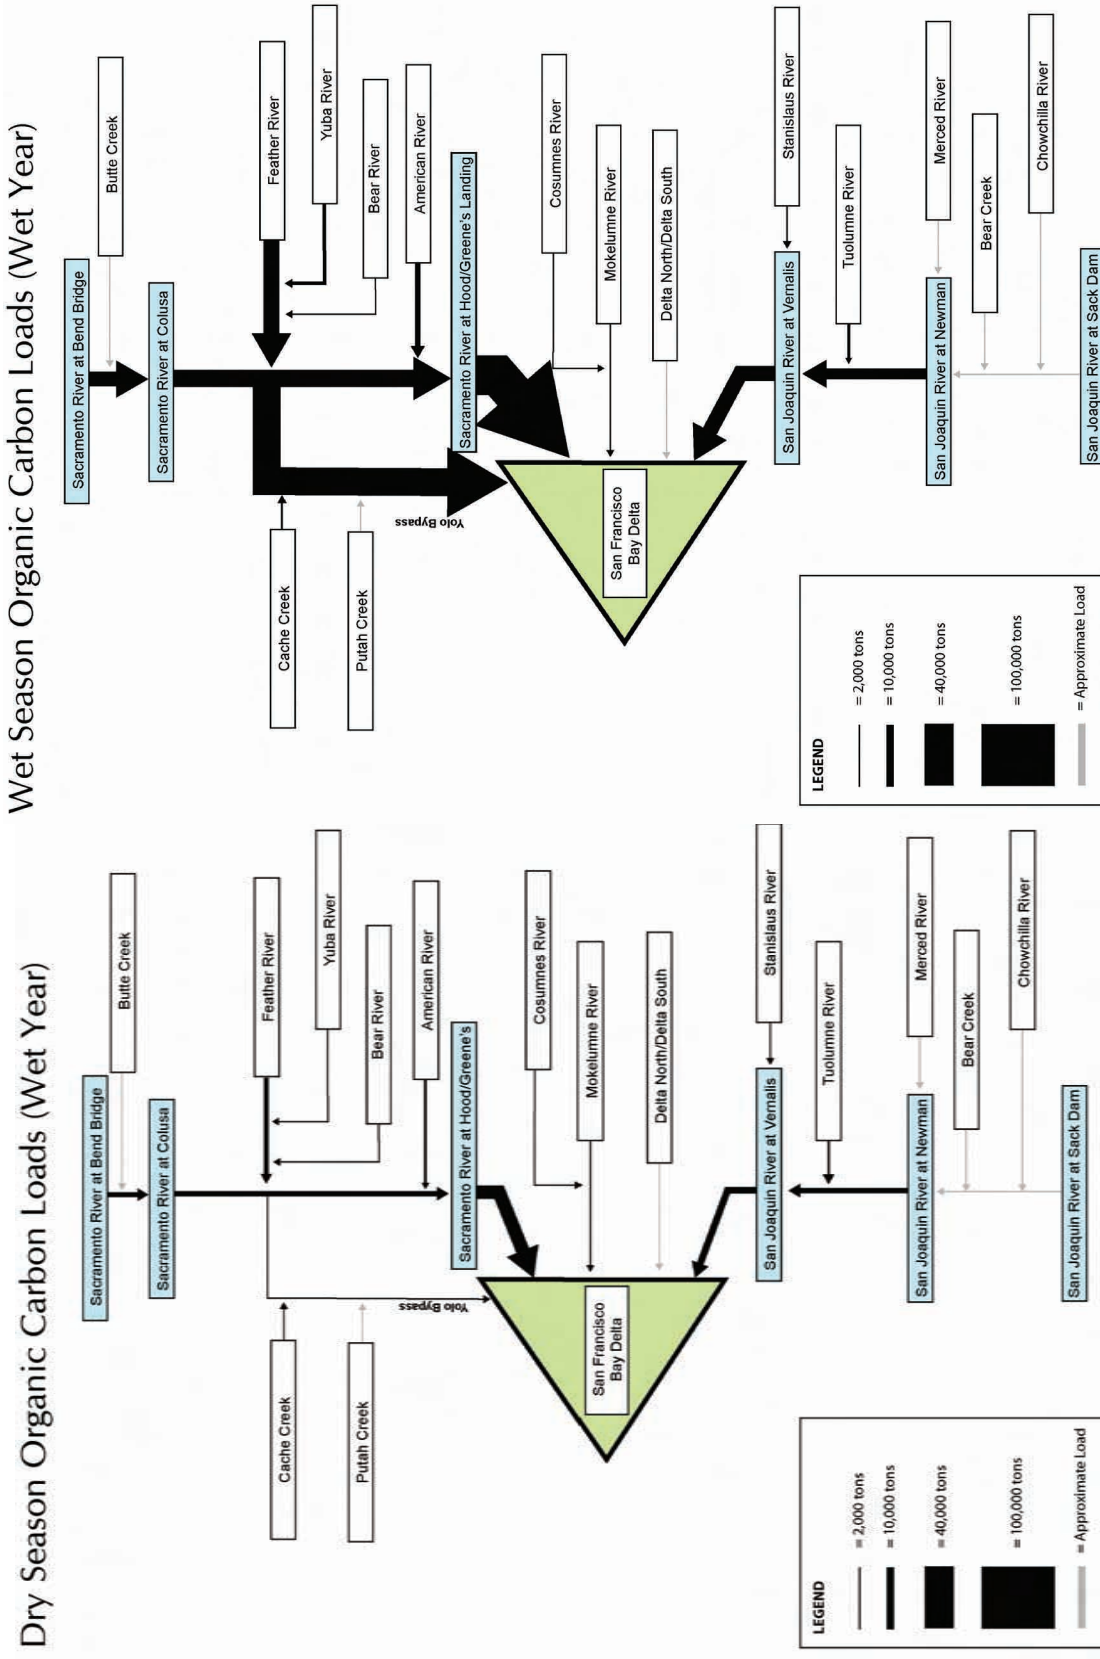 Dry Season Organic Carbon Loads (Wet Year)
Sacramento River at Bend Bridge
Butte Creek
Sacramento River at Colusa
Feather River
Yuba River
Bear River
American River
Cache Creek
Putah Creek
Yolo Bypass
Sacramento River at Hood/Greene's
Cosumnes River
Mokelumne River
Delta North/Delta South
San Francisco
Bay Delta
Stanislaus River
San Joaquin River at Vernalis
Tuolumne River
Merced River
San Joaquin River at Newman
Bear Creek
Chowchilla River
San Joaquin River at Sack Dam
LEGEND
= 2,000 tons
= 10,000 tons
= 40,000 tons
= 100,000 tons
= Approximate Load
Wet Season Organic Carbon Loads (Wet Year)
Sacramento River at Bend Bridge
Butte Creek
Sacramento River at Colusa
Feather River
Yuba River
Bear River
American River
Cache Creek
Putah Creek
Yolo Bypass
Sacramento River at Hood/Greene's Landing
Cosumnes River
Mokelumne River
Delta North/Delta South
San Francisco
Bay Delta
Stanislaus River
San Joaquin River at Vernalis
Tuolumne River
Merced River
San Joaquin River at Newman
Bear Creek
Chowchilla River
San Joaquin River at Sack Dam
LEGEND
= 2,000 tons
= 10,000 tons
= 40,000 tons
= 100,000 tons
= Approximate Load